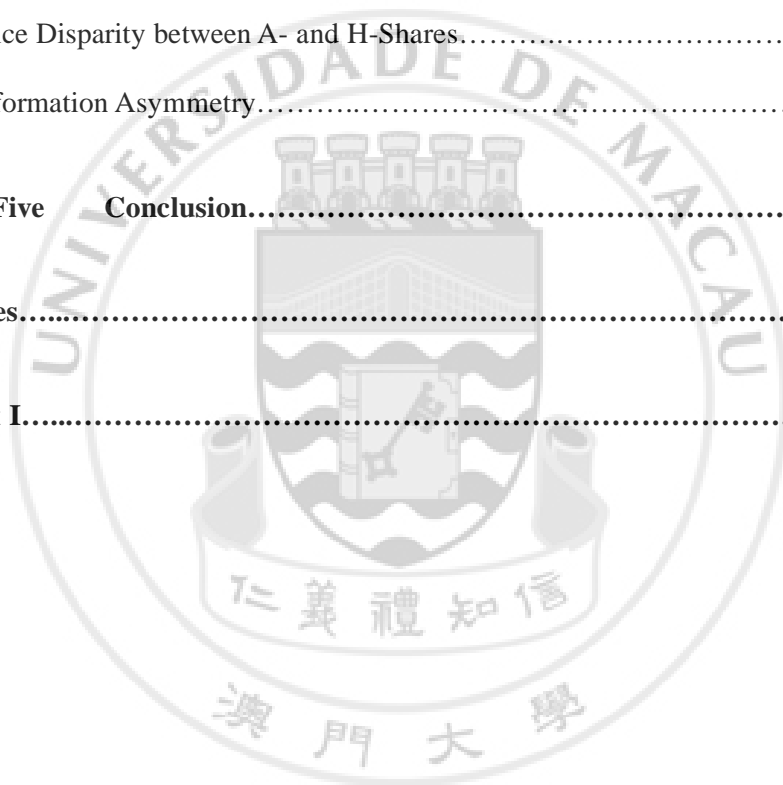 ice Disparity between A- and H-Shares……….……………………
formation Asymmetry………..……………………………………
Five Conclusion……………………………………………
es……………………………………………………………………
I…...…………………………………………………………………
UNIVERSIDADE DE MACAU
仁義禮知信
澳門大學